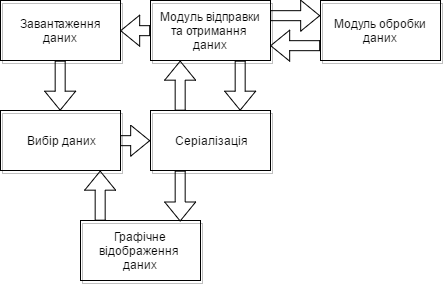 Завантаження
даних
Модуль відправки
та отримання
даних
Модуль обробки
даних
Вибір даних
Серіалізація
Графічне
відображення
даних